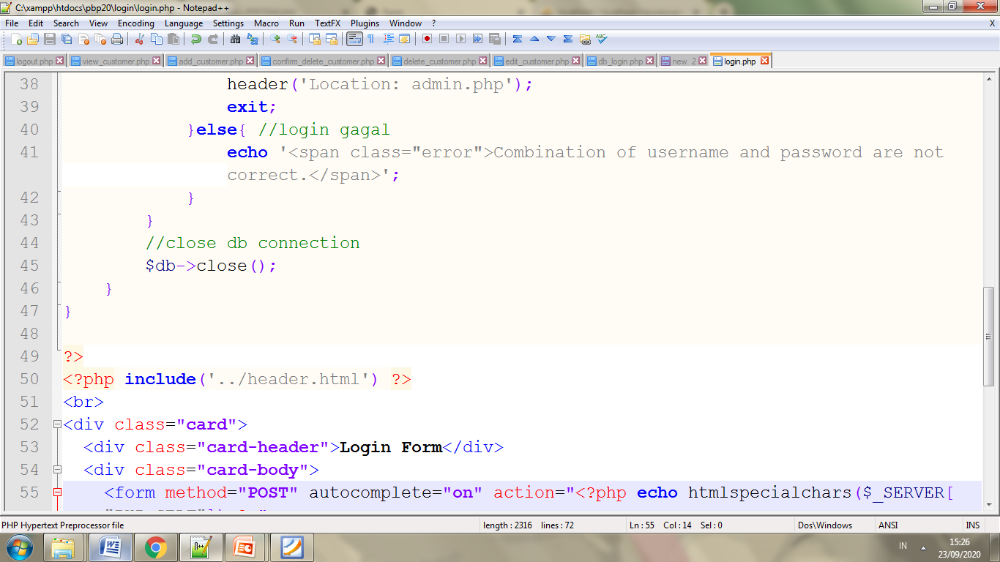 C:\xampp\htdocs\pbp20\login\login.php - Notepad++
File Edit Search View Encoding Language Settings Macro Run TextFX Plugins Window ? X
logout.php view_customer.php add_customer.php confirm_delete_customer.php delete_customer.php edit_customer.php db_login.php new 2 login.php
38 header('Location: admin.php');
39 exit;
40 }else{ //login gagal
41 echo '<span class="error">Combination of username and password are not
correct.</span>';
42 }
43 }
44 //close db connection
45 $db->close();
46 }
47 }
48
49 ?>
50 <?php include('../header.html') ?>
51 <br>
52 <div class="card">
53 <div class="card-header">Login Form</div>
54 <div class="card-body">
55 <form method="POST" autocomplete="on" action="<?php echo htmlspecialchars($_SERVER[
PHP Hypertext Preprocessor file length : 2316 lines : 72 Ln : 55 Col : 14 Sel : 0 Dos\Windows ANSI INS
IN 15:26
23/09/2020